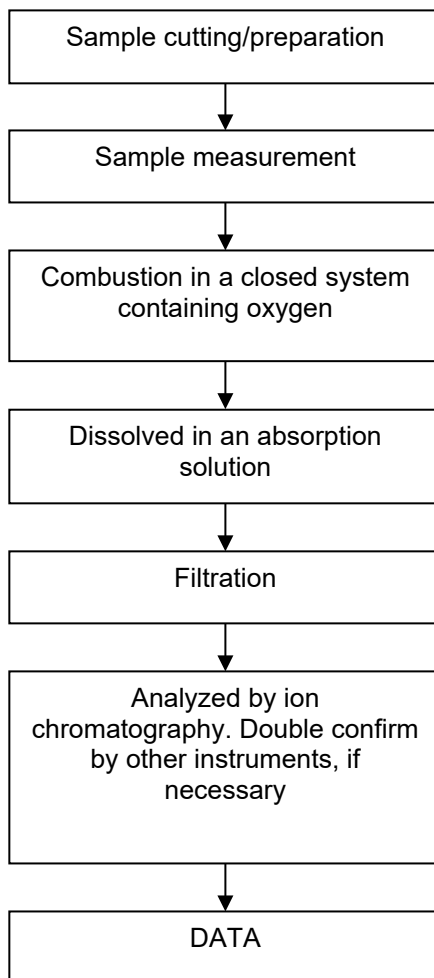 Sample cutting/preparation
Sample measurement
Combustion in a closed system
containing oxygen
Dissolved in an absorption
solution
Filtration
Analyzed by ion
chromatography. Double confirm
by other instruments, if
necessary
DATA